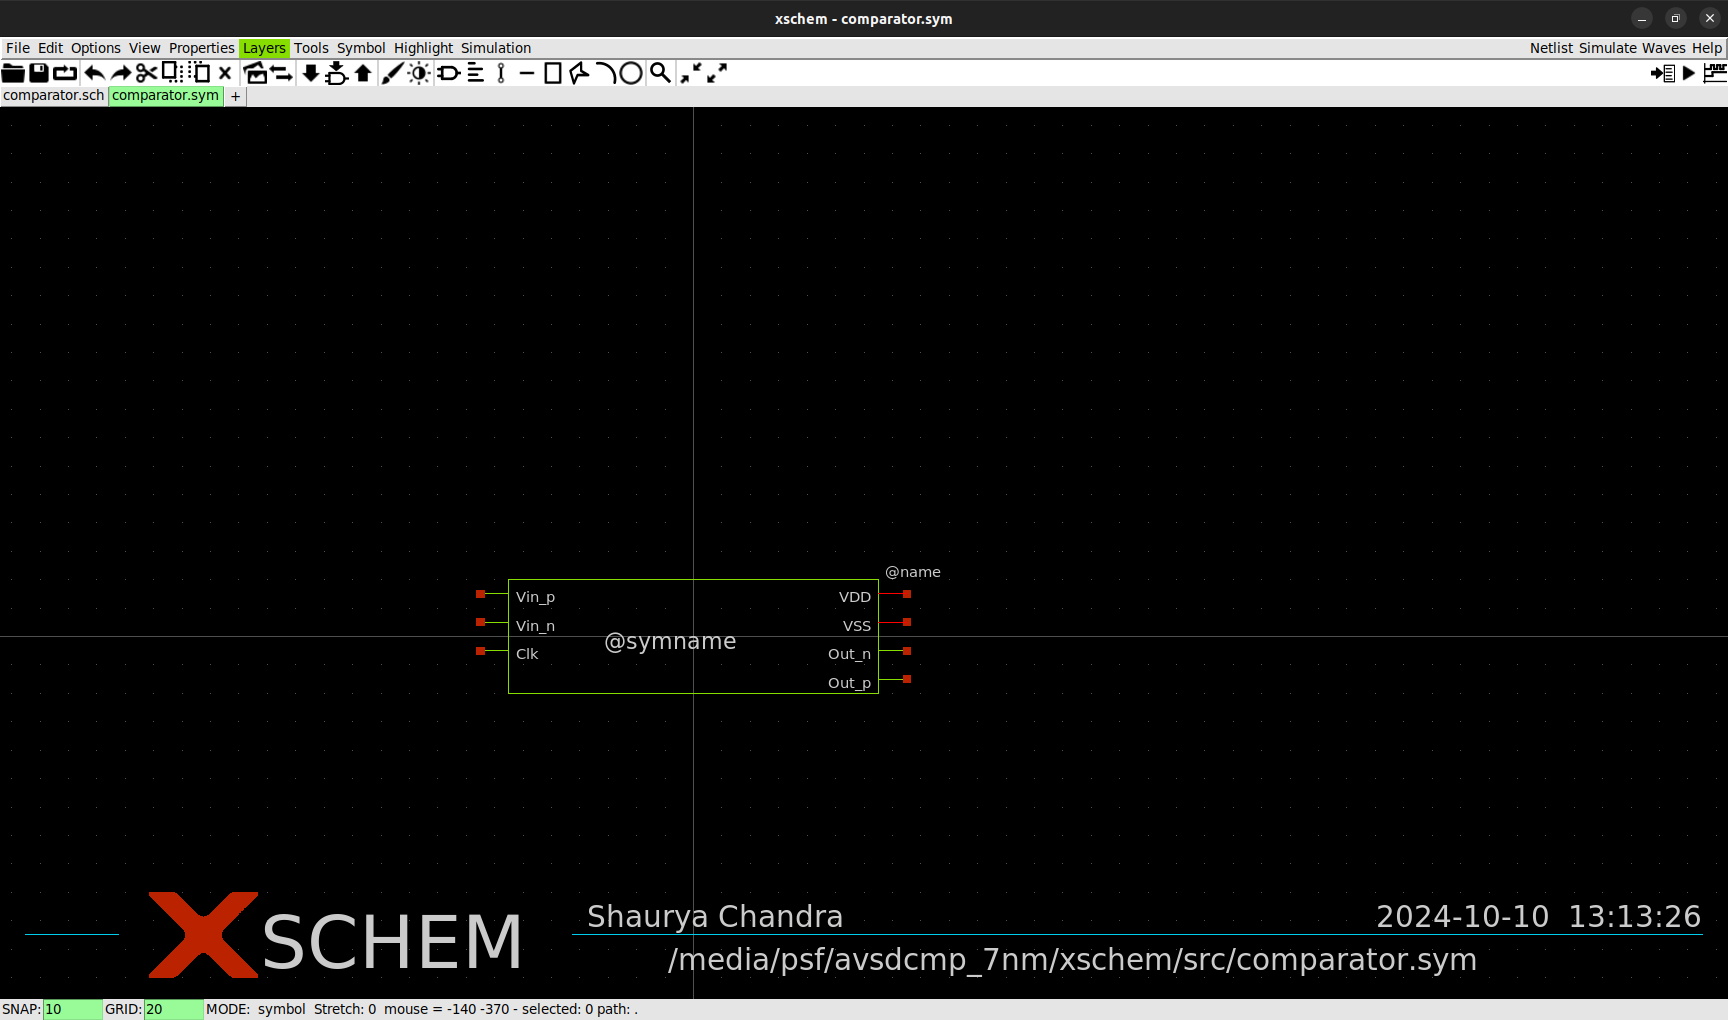 xschem - comparator.sym
File Edit Options View Properties Layers Tools Symbol Highlight Simulation Netlist Simulate Waves Help
comparator.sch comparator.sym +
@name
Vin_p VDD
Vin_n VSS
@symname
Clk Out_n
Out_p
XSCHEM
Shaurya Chandra 2024-10-10 13:13:26
/media/psf/avsdcmp_7nm/xschem/src/comparator.sym
SNAP: 10 GRID: 20 MODE: symbol Stretch: 0 mouse = -140 -370 - selected: 0 path: .